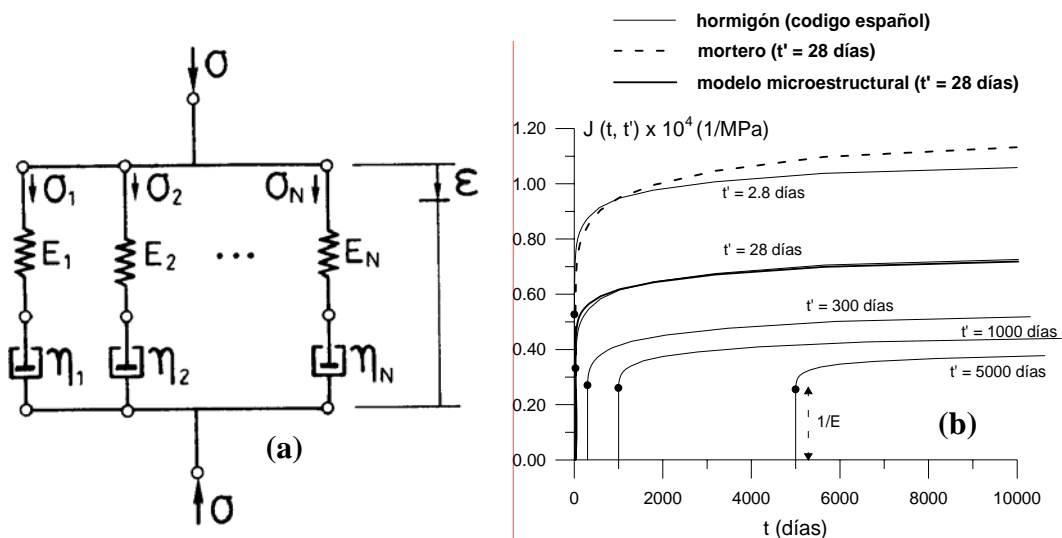 σ
σ1 σ2 σN ε
E1 E2 ... EN
η1 η2 ηN
(a)
σ
hormigón (codigo español)
mortero (t' = 28 días)
modelo microestructural (t' = 28 días)
J (t, t') x 10^4 (1/MPa)
1.20
1.00
0.80
0.60
0.40
0.20
0.00
t' = 2.8 días
t' = 28 días
t' = 300 días
t' = 1000 días
t' = 5000 días
1/E
(b)
0 2000 4000 6000 8000 10000
t (días)